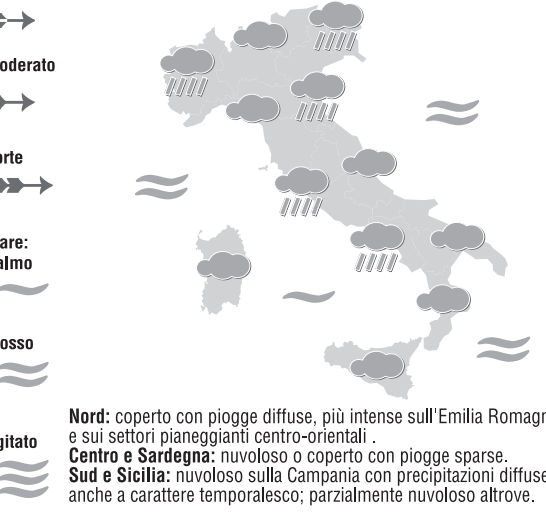 oderato
orte
are:
almo
osso
gitato
Nord: coperto con piogge diffuse, più intense sull'Emilia Romagn
e sui settori pianeggianti centro-orientali .
Centro e Sardegna: nuvoloso o coperto con piogge sparse.
Sud e Sicilia: nuvoloso sulla Campania con precipitazioni diffuse
anche a carattere temporalesco; parzialmente nuvoloso altrove.